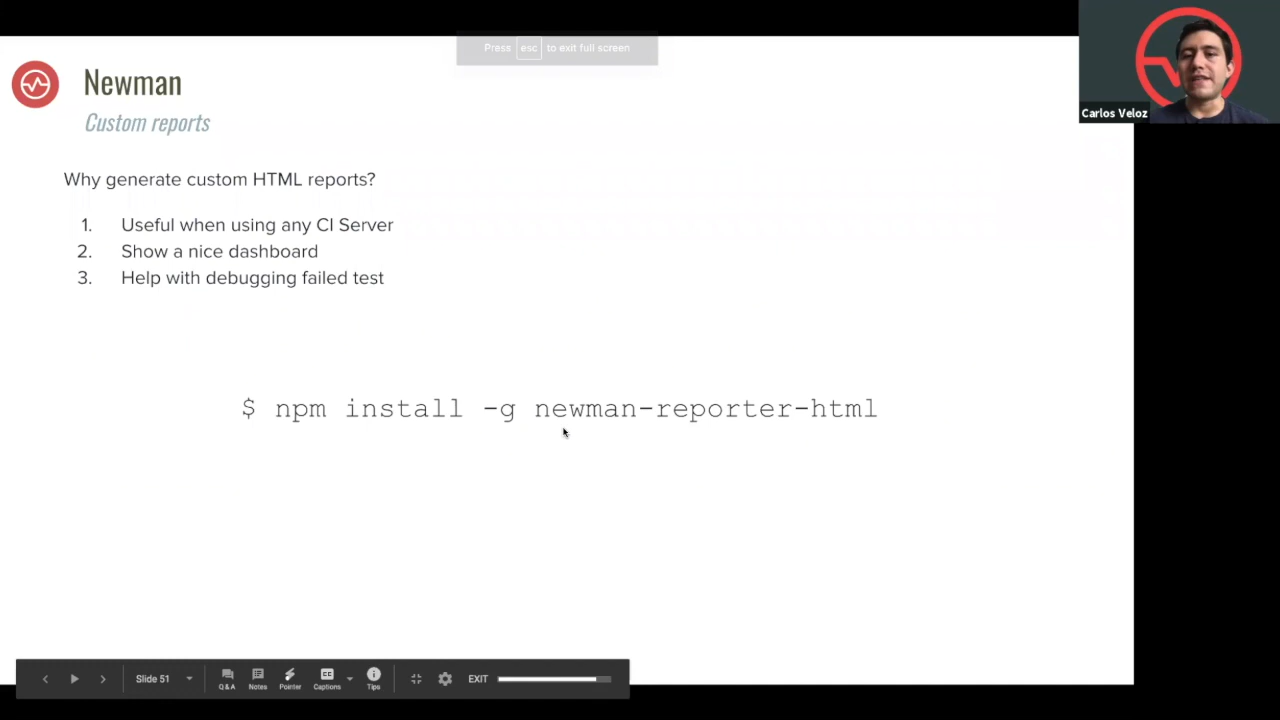 Press esc to exit full screen
Newman
Custom reports
Carlos Veloz
Why generate custom HTML reports?
1. Useful when using any CI Server
2. Show a nice dashboard
3. Help with debugging failed test
$ npm install -g newman-reporter-html
Slide 51
Q&A
Notes
Pointer
CC
Captions
Tips
EXIT